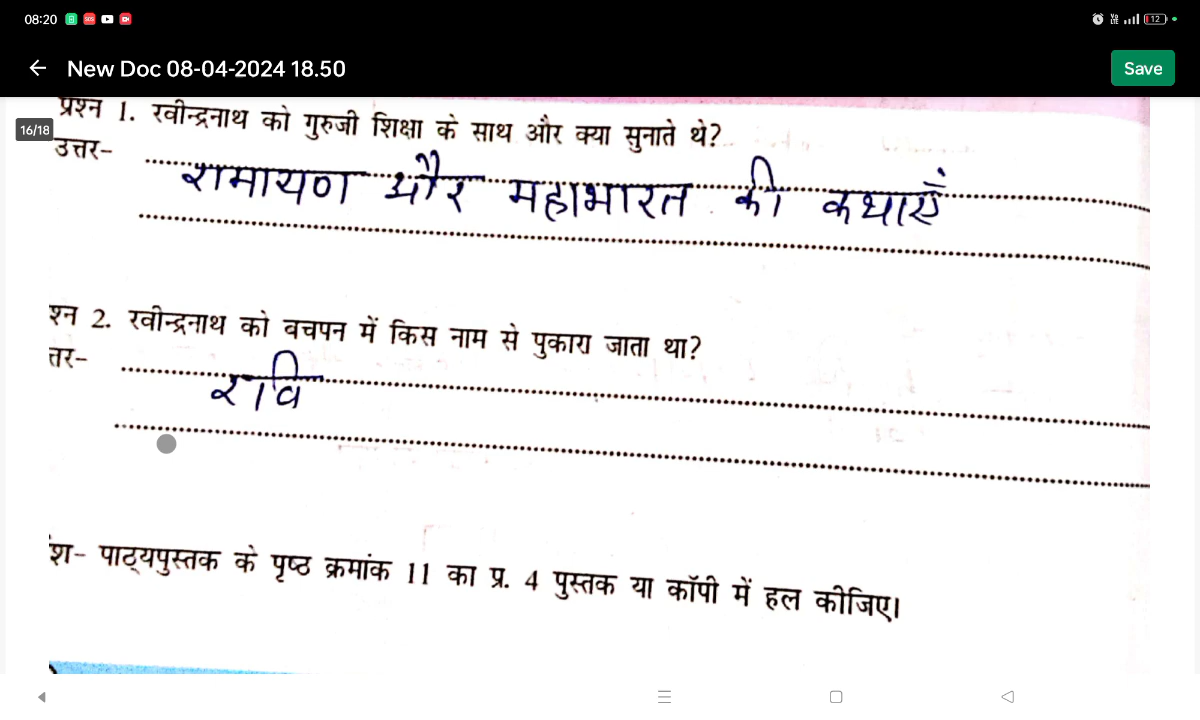 08:20
12
New Doc 08-04-2024 18.50
Save
16/18
प्रश्न 1. रवीन्द्रनाथ को गुरुजी शिक्षा के साथ और क्या सुनाते थे?
उत्तर-
रामायण और महाभारत की कथाएँ
श्न 2. रवीन्द्रनाथ को बचपन में किस नाम से पुकारा जाता था?
त्तर-
रवि
श- पाठ्यपुस्तक के पृष्ठ क्रमांक 11 का प्र. 4 पुस्तक या कॉपी में हल कीजिए।